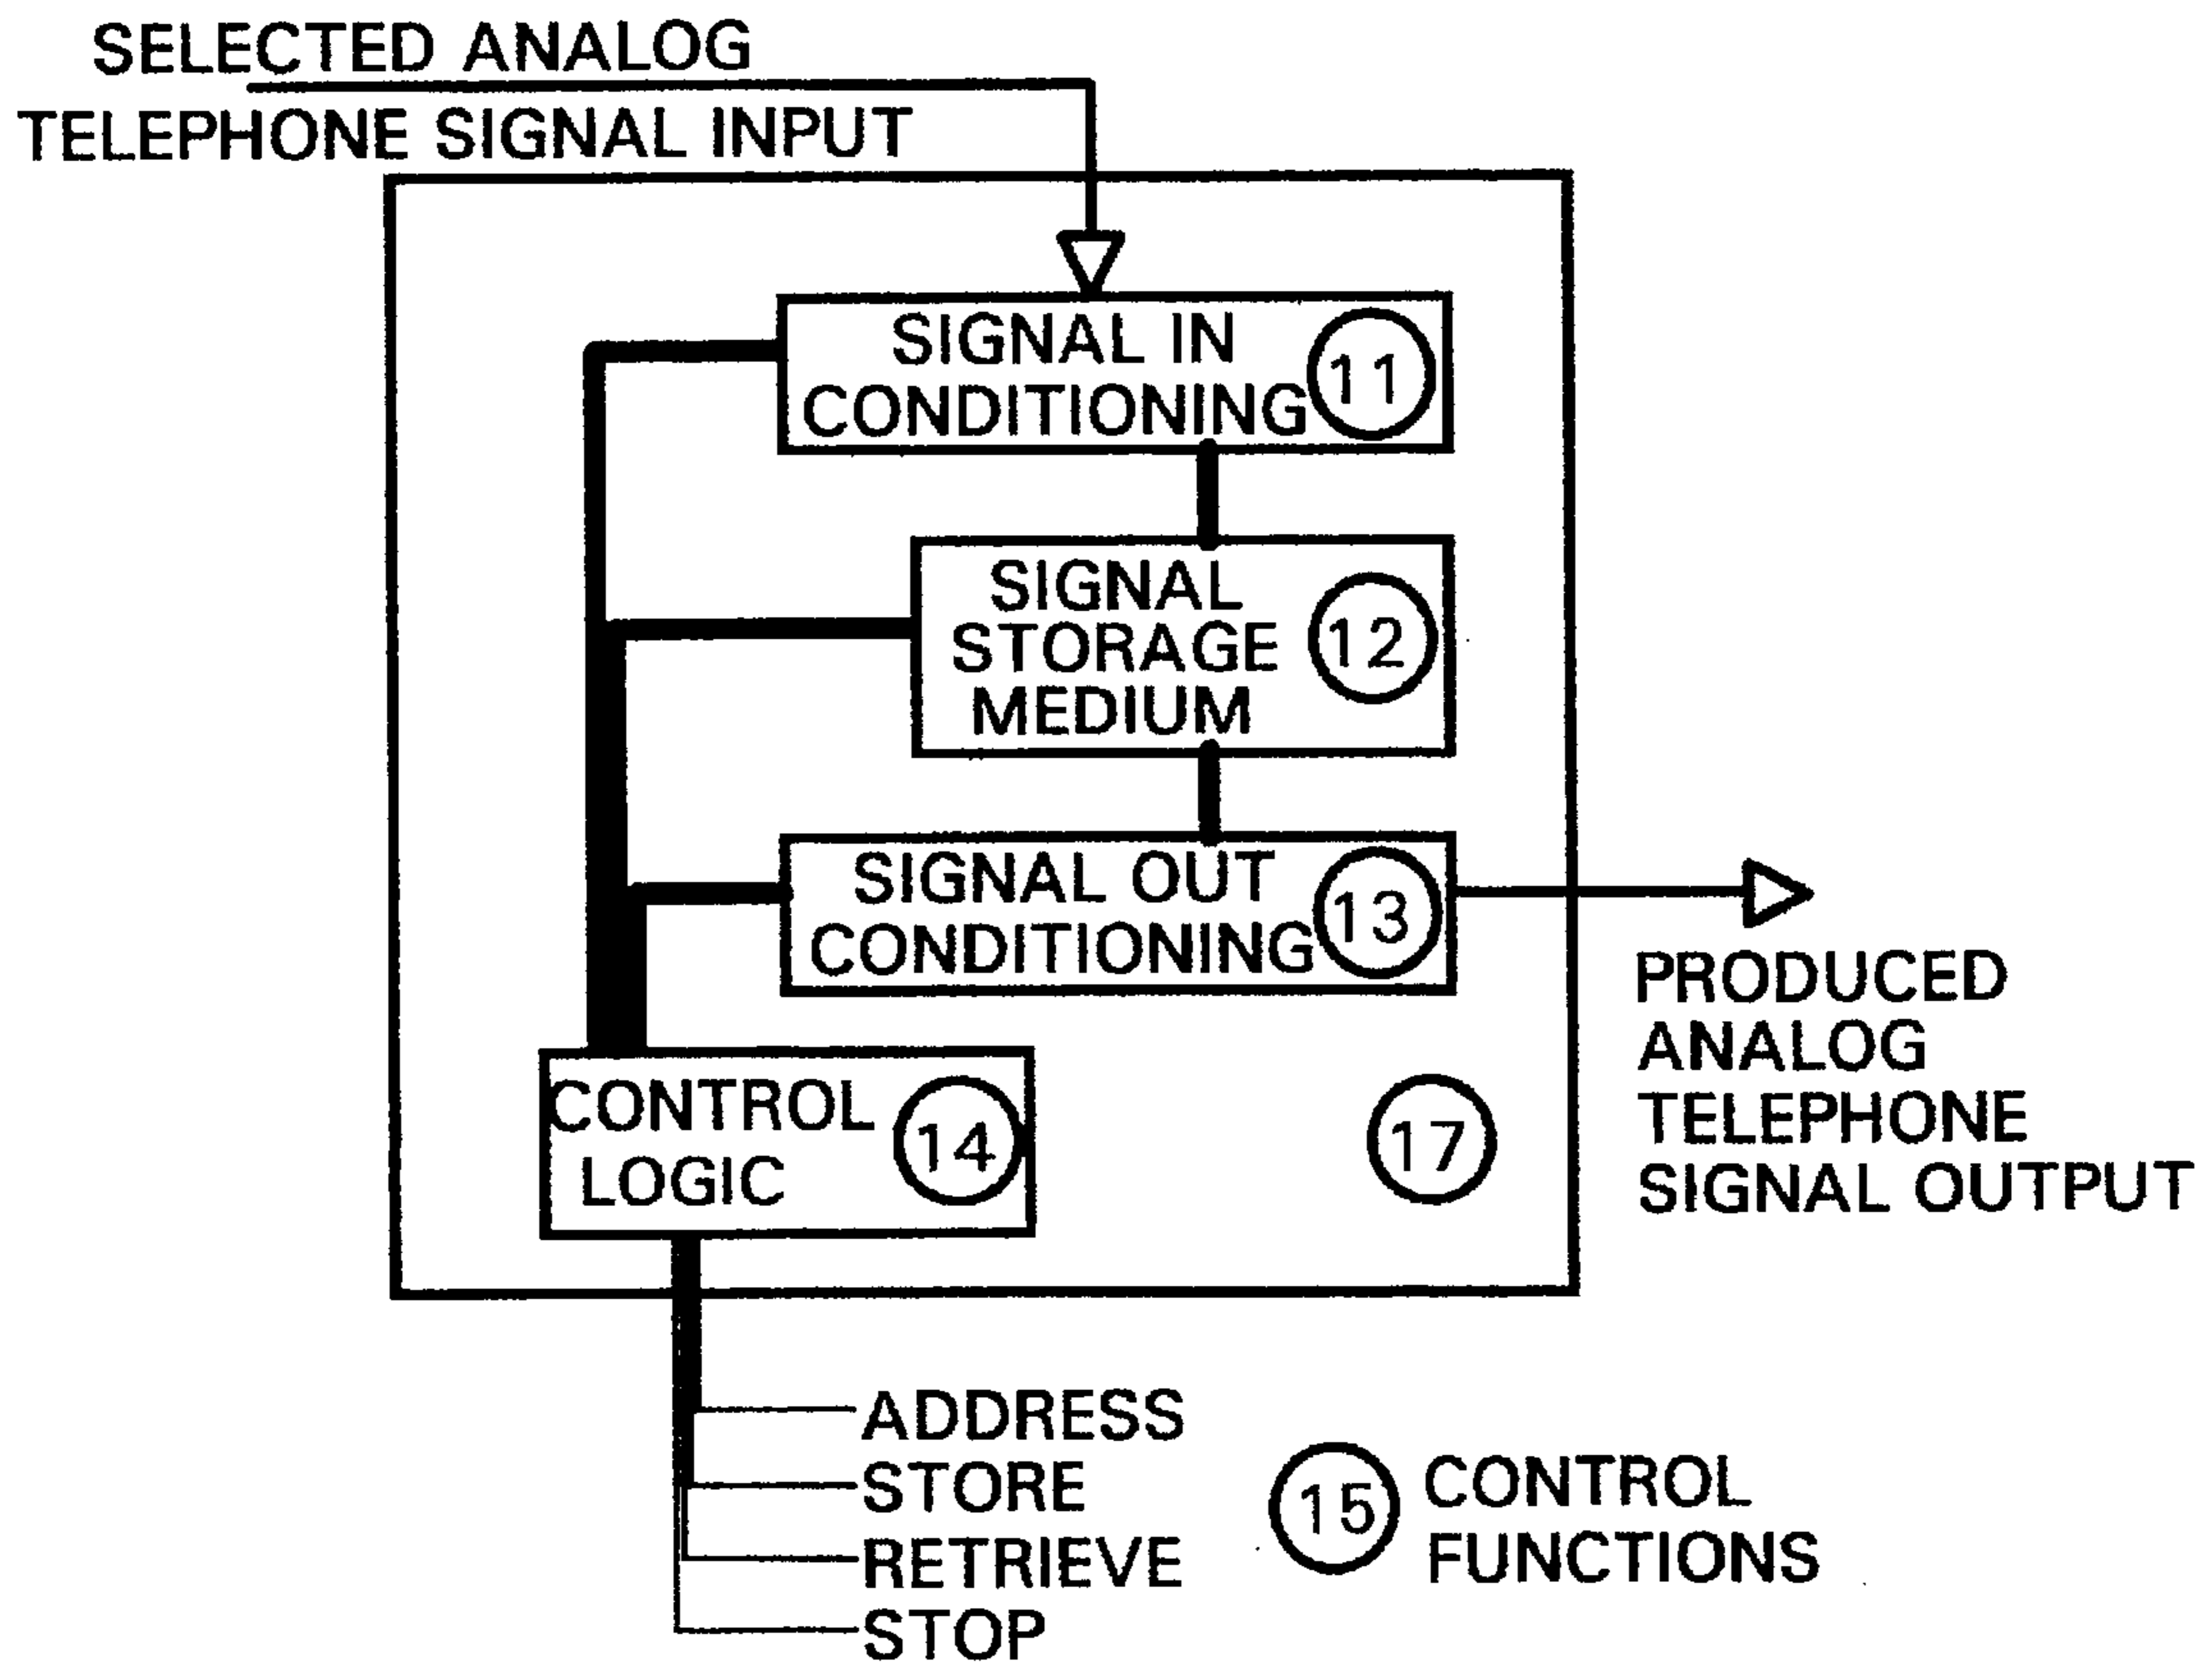 SELECTED ANALOG
TELEPHONE SIGNAL INPUT
SIGNAL IN
CONDITIONING
11
SIGNAL
STORAGE
MEDIUM
12
SIGNAL OUT
CONDITIONING
13
PRODUCED
ANALOG
TELEPHONE
SIGNAL OUTPUT
CONTROL
LOGIC
14
17
ADDRESS
STORE
RETRIEVE
STOP
15
CONTROL
FUNCTIONS